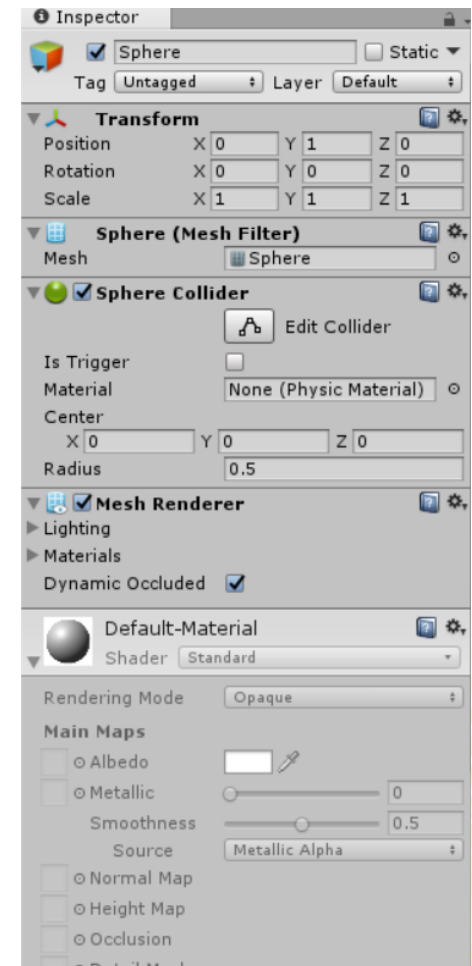 Inspector
Sphere Static
Tag Untagged Layer Default
Transform
Position X 0 Y 1 Z 0
Rotation X 0 Y 0 Z 0
Scale X 1 Y 1 Z 1
Sphere (Mesh Filter)
Mesh Sphere
Sphere Collider
Edit Collider
Is Trigger
Material None (Physic Material)
Center
X 0 Y 0 Z 0
Radius 0.5
Mesh Renderer
Lighting
Materials
Dynamic Occluded
Default-Material
Shader Standard
Rendering Mode Opaque
Main Maps
Albedo
Metallic 0
Smoothness 0.5
Source Metallic Alpha
Normal Map
Height Map
Occlusion